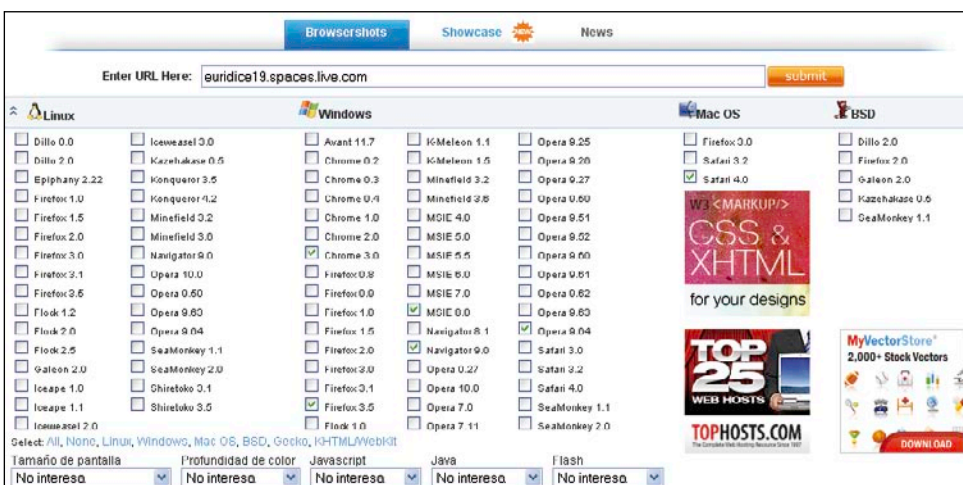 Browsershots Showcase NEW News
Enter URL Here: euridice19.spaces.live.com submit
Linux Windows Mac OS BSD
Dillo 0.0 Iceweasel 3.0 Avant 11.7 K-Meleon 1.1 Opera 9.25 Firefox 3.0 Dillo 2.0
Dillo 2.0 Kazehakase 0.5 Chrome 0.2 K-Meleon 1.5 Opera 9.26 Safari 3.2 Firefox 2.0
Epiphany 2.22 Konqueror 3.5 Chrome 0.3 Minefield 3.2 Opera 9.27 Safari 4.0 Galeon 2.0
Firefox 1.0 Konqueror 4.2 Chrome 0.4 Minefield 3.6 Opera 9.50 Kazehakase 0.5
Firefox 1.5 Minefield 3.2 Chrome 1.0 MSIE 4.0 Opera 9.51 SeaMonkey 1.1
Firefox 2.0 Minefield 3.6 Chrome 2.0 MSIE 5.0 Opera 9.52
Firefox 3.0 Navigator 9.0 Chrome 3.0 MSIE 5.5 Opera 9.60
Firefox 3.1 Opera 10.0 Firefox 0.8 MSIE 6.0 Opera 9.61
Firefox 3.5 Opera 9.50 Firefox 0.9 MSIE 7.0 Opera 9.62
Flock 1.2 Opera 9.63 Firefox 1.0 MSIE 8.0 Opera 9.63
Flock 2.0 Opera 9.64 Firefox 1.5 Navigator 8.1 Opera 9.64
Flock 2.5 SeaMonkey 1.1 Firefox 2.0 Navigator 9.0 Safari 3.0
Galeon 2.0 SeaMonkey 2.0 Firefox 3.0 Opera 9.27 Safari 3.2
Iceape 1.0 Shiretoko 3.1 Firefox 3.1 Opera 10.0 Safari 4.0
Iceape 1.1 Shiretoko 3.5 Firefox 3.5 Opera 7.0 SeaMonkey 1.1
Iceweasel 2.0 Flock 1.0 Opera 7.11 SeaMonkey 2.0
W3 <MARKUP/>
CSS &
XHTML
for your designs
TOP
25
WEB HOSTS
TOPHOSTS.COM
The Complete Web Hosting Resource Since 1997
MyVectorStore
2,000+ Stock Vectors
DOWNLOAD
Select: All, None, Linux, Windows, Mac OS, BSD, Gecko, KHTML/WebKit
Tamaño de pantalla Profundidad de color Javascript Java Flash
No interesa No interesa No interesa No interesa No interesa